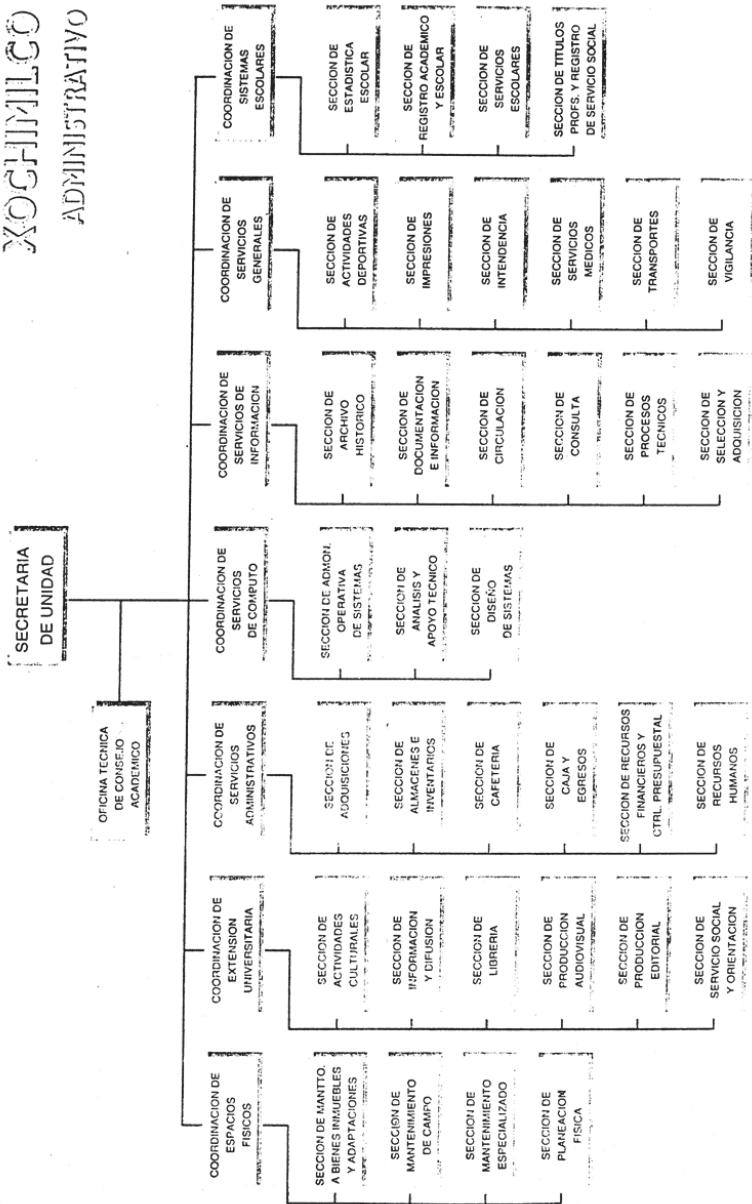 XOCHIMILCO
ADMINISTRATIVO
SECRETARIA
DE UNIDAD
OFICINA TECNICA
DE CONSEJO
ACADEMICO
COORDINACION DE
ESPACIOS
FISICOS
SECCION DE MANTTO.
A BIENES INMUEBLES
Y ADAPTACIONES
SECCION DE
MANTENIMIENTO
DE CAMPO
SECCION DE
MANTENIMIENTO
ESPECIALIZADO
SECCION DE
PLANEACION
FISICA
COORDINACION DE
EXTENSION
UNIVERSITARIA
SECCION DE
ACTIVIDADES
CULTURALES
SECCION DE
INFORMACION
Y DIFUSION
SECCION DE
LIBRERIA
SECCION DE
PRODUCCION
AUDIOVISUAL
SECCION DE
PRODUCCION
EDITORIAL
SECCION DE
SERVICIO SOCIAL
Y ORIENTACION
COORDINACION DE
SERVICIOS
ADMINISTRATIVOS
SECCION DE
ADQUISICIONES
SECCION DE
ALMACENES E
INVENTARIOS
SECCION DE
CAFETERIA
SECCION DE
CAJA Y
EGRESOS
SECCION DE RECURSOS
FINANCIEROS Y
CTRL. PRESUPUESTAL
SECCION DE
RECURSOS
HUMANOS
COORDINACION DE
SERVICIOS
DE COMPUTO
SECCION DE ADMON.
OPERATIVA
DE SISTEMAS
SECCION DE
ANALISIS Y
APOYO TECNICO
SECCION DE
DISEÑO
DE SISTEMAS
COORDINACION DE
SERVICIOS DE
INFORMACION
SECCION DE
ARCHIVO
HISTORICO
SECCION DE
DOCUMENTACION
E INFORMACION
SECCION DE
CIRCULACION
SECCION DE
CONSULTA
SECCION DE
PROCESOS
TECNICOS
SECCION DE
SELECCION Y
ADQUISICION
COORDINACION DE
SERVICIOS
GENERALES
SECCION DE
ACTIVIDADES
DEPORTIVAS
SECCION DE
IMPRESIONES
SECCION DE
INTENDENCIA
SECCION DE
SERVICIOS
MEDICOS
SECCION DE
TRANSPORTES
SECCION DE
VIGILANCIA
COORDINACION DE
SISTEMAS
ESCOLARES
SECCION DE
ESTADISTICA
ESCOLAR
SECCION DE
REGISTRO ACADEMICO
Y ESCOLAR
SECCION DE
SERVICIOS
ESCOLARES
SECCION DE TITULOS
PROFS. Y REGISTRO
DE SERVICIO SOCIAL